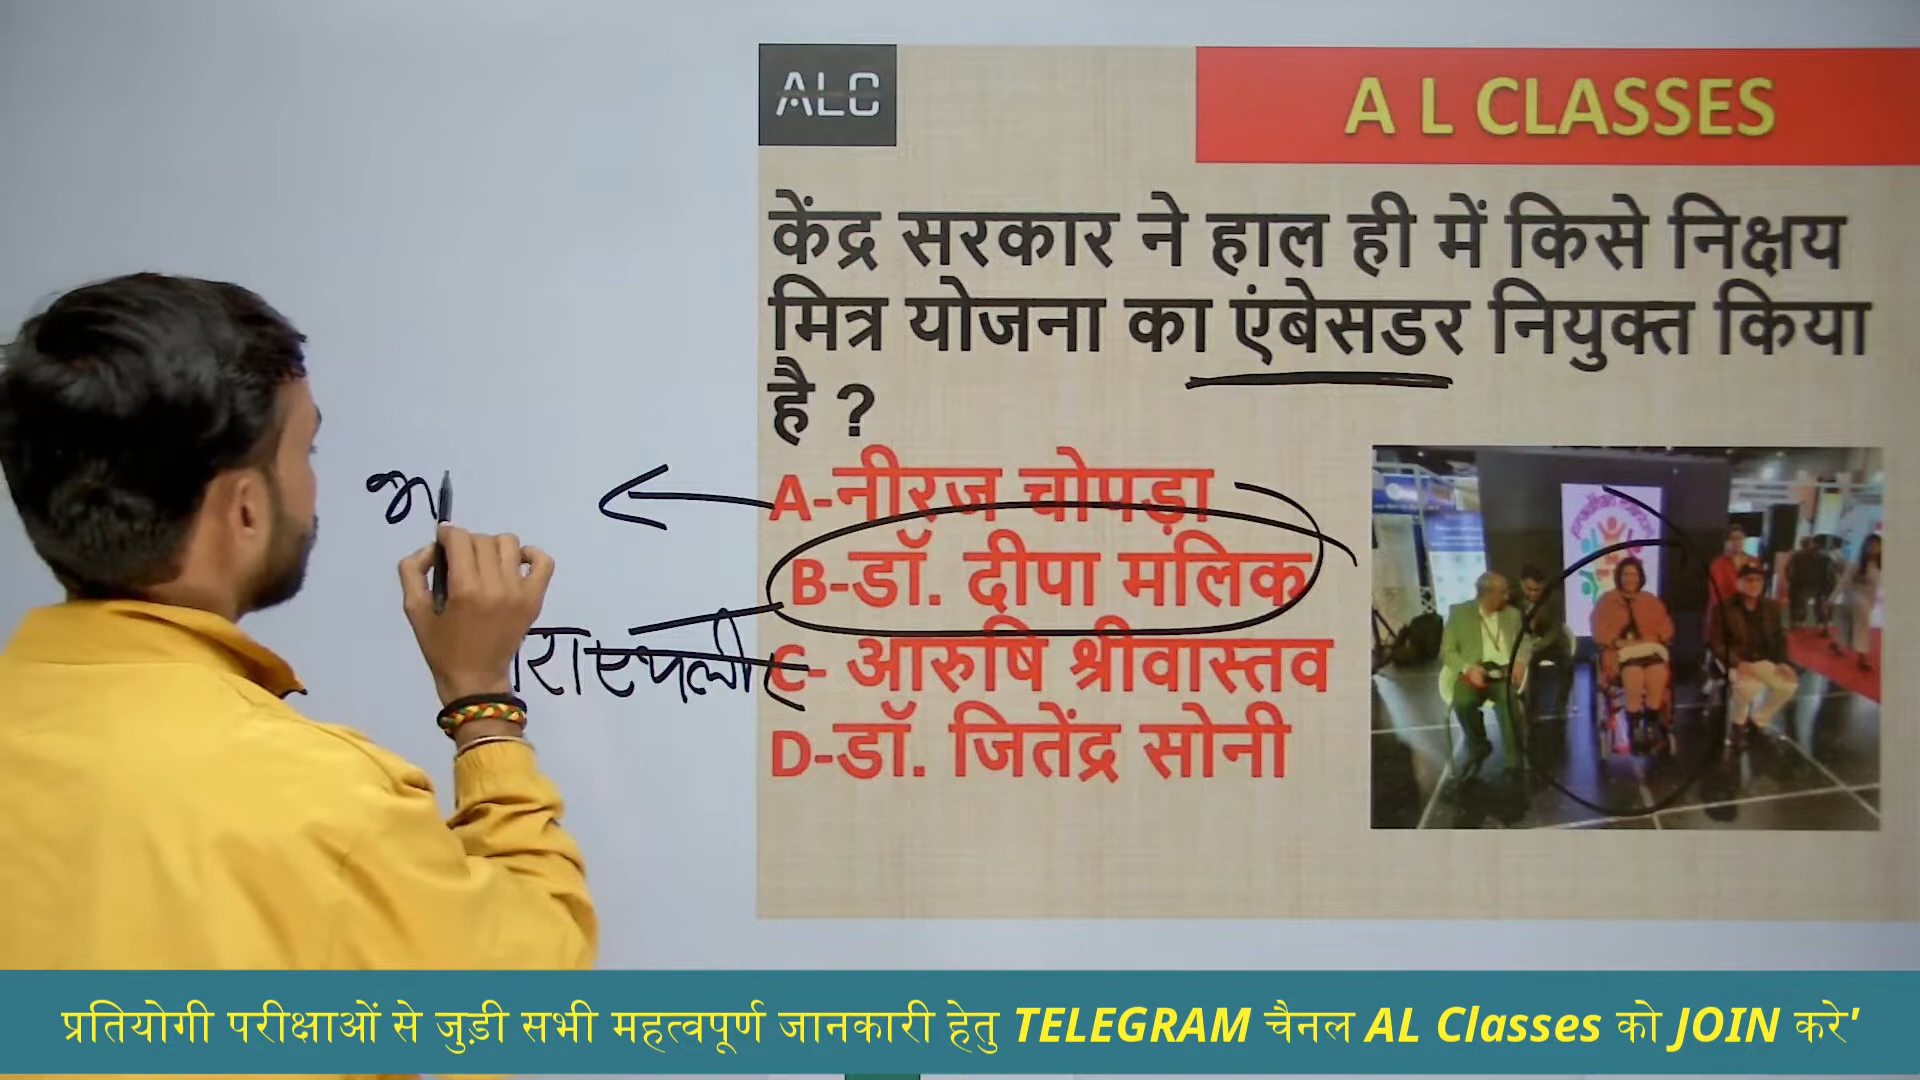 ALC
A L CLASSES
केंद्र सरकार ने हाल ही में किसे निक्षय
मित्र योजना का एंबेसडर नियुक्त किया
है ?
A-नीरज चोपड़ा
B-डॉ. दीपा मलिक
C- आरुषि श्रीवास्तव
D-डॉ. जितेंद्र सोनी
प्रतियोगी परीक्षाओं से जुड़ी सभी महत्वपूर्ण जानकारी हेतु TELEGRAM चैनल AL Classes को JOIN करे'